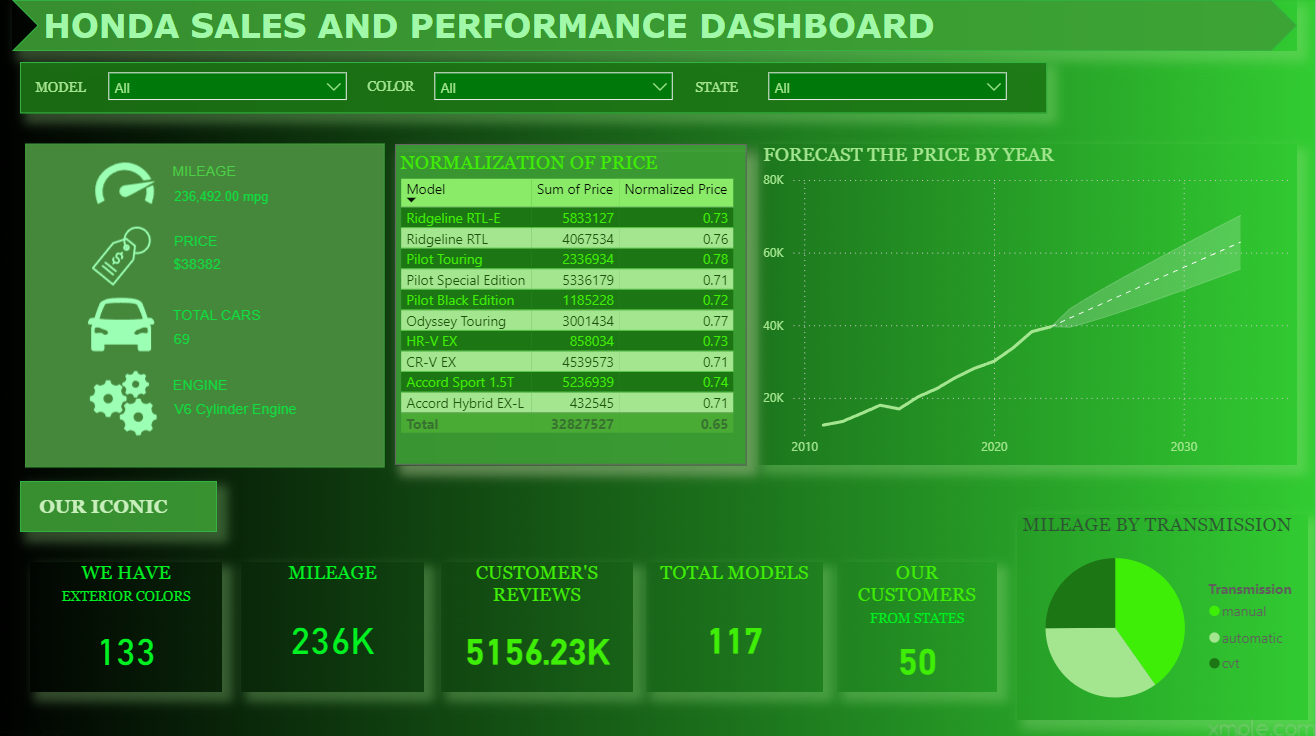 HONDA SALES AND PERFORMANCE DASHBOARD
MODEL All COLOR All STATE All
MILEAGE
236,492.00 mpg
PRICE
$38382
TOTAL CARS
69
ENGINE
V6 Cylinder Engine
NORMALIZATION OF PRICE
Model Sum of Price Normalized Price
Ridgeline RTL-E 5833127 0.73
Ridgeline RTL 4067534 0.76
Pilot Touring 2336934 0.78
Pilot Special Edition 5336179 0.71
Pilot Black Edition 1185228 0.72
Odyssey Touring 3001434 0.77
HR-V EX 858034 0.73
CR-V EX 4539573 0.71
Accord Sport 1.5T 5236939 0.74
Accord Hybrid EX-L 432545 0.71
Total 32827527 0.65
FORECAST THE PRICE BY YEAR
80K
60K
40K
20K
2010 2020 2030
OUR ICONIC
WE HAVE
EXTERIOR COLORS
133
MILEAGE
236K
CUSTOMER'S
REVIEWS
5156.23K
TOTAL MODELS
117
OUR
CUSTOMERS
FROM STATES
50
MILEAGE BY TRANSMISSION
Transmission
manual
automatic
cvt